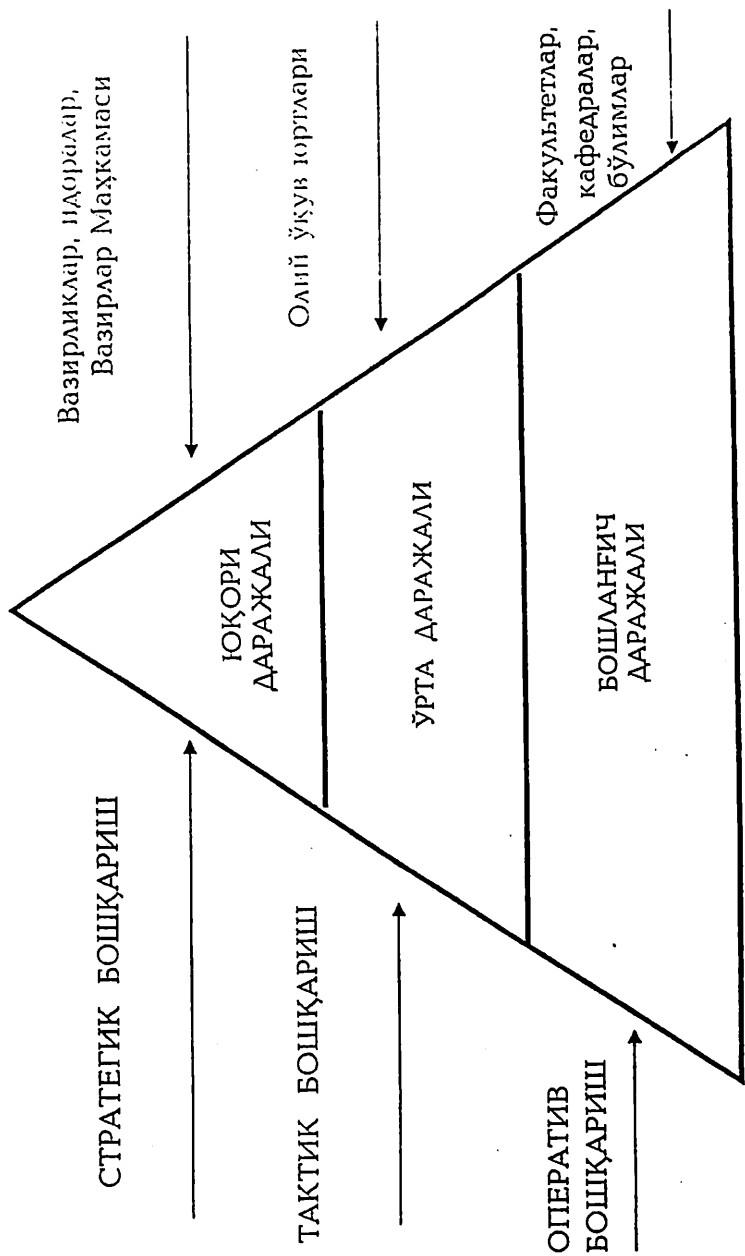 СТРАТЕГИК БОШҚАРИШ
ЮҚОРИ
ДАРАЖАЛИ
Вазирликлар, идоралар,
Вазирлар Маҳкамаси
ТАКТИК БОШҚАРИШ
ЎРТА ДАРАЖАЛИ
Олий ўқув юртлари
ОПЕРАТИВ
БОШҚАРИШ
БОШЛАНҒИЧ
ДАРАЖАЛИ
Факультетлар,
кафедралар,
бўлимлар